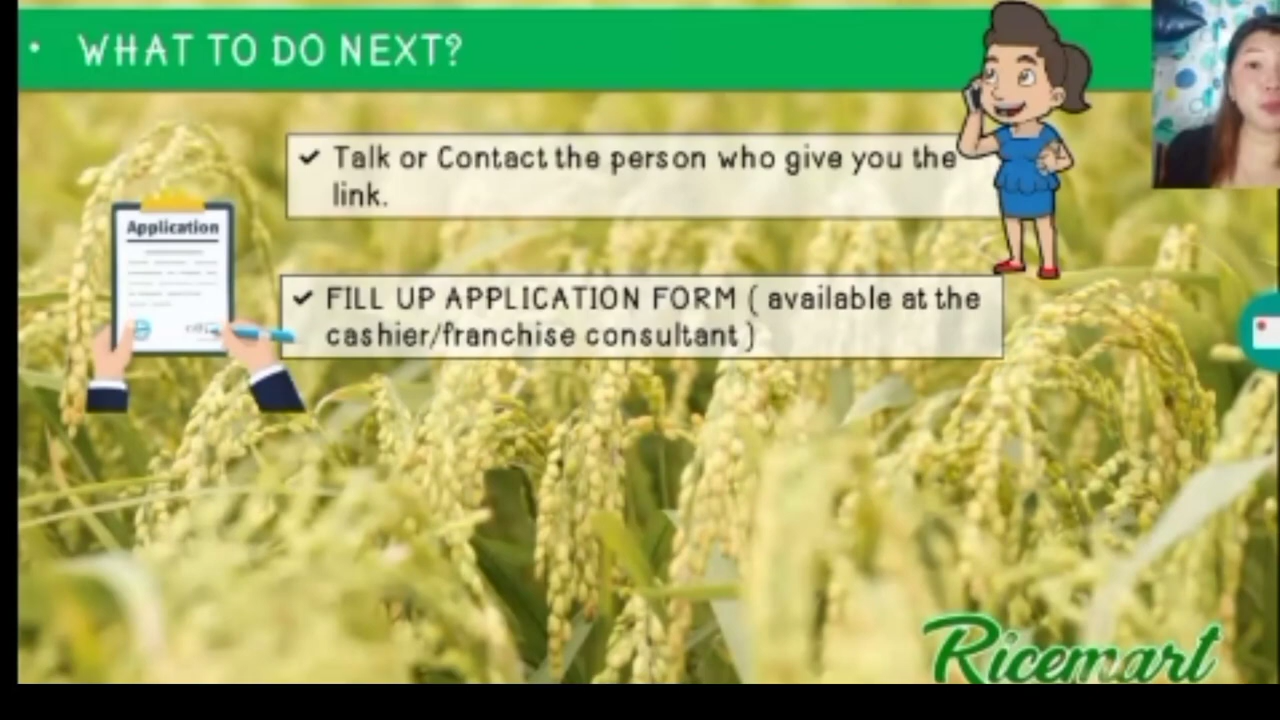 • WHAT TO DO NEXT?
✔ Talk or Contact the person who give you the
link.
Application
✔ FILL UP APPLICATION FORM ( available at the
cashier/franchise consultant )
Ricemart